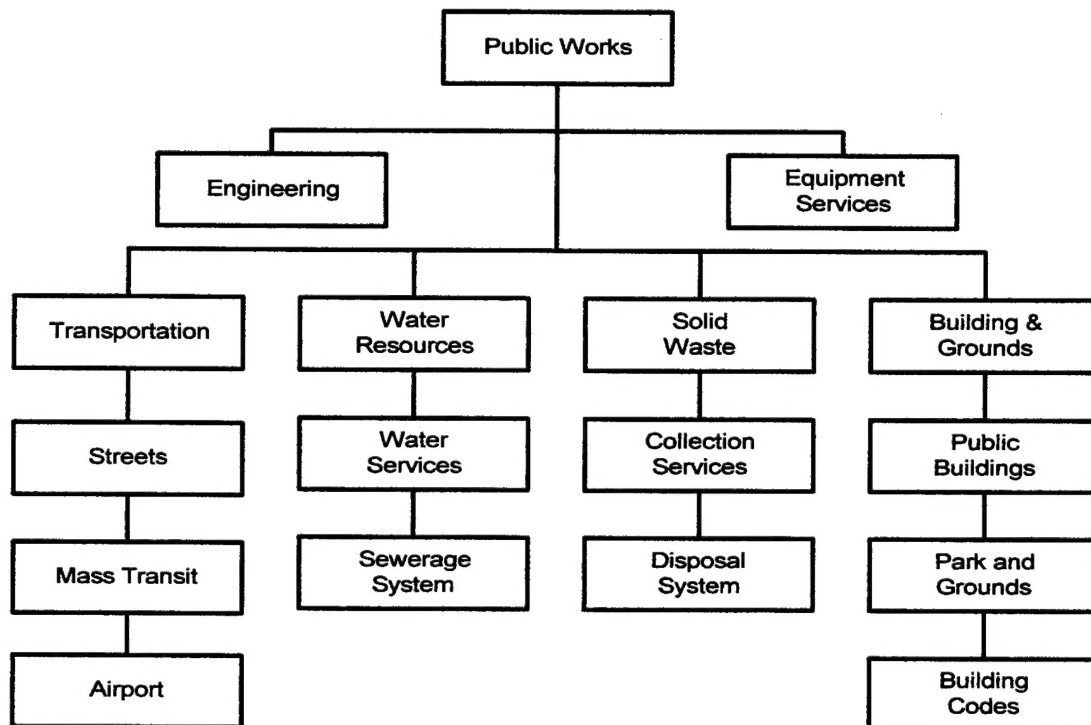 Public Works
Engineering
Equipment
Services
Transportation
Water
Resources
Solid
Waste
Building &
Grounds
Streets
Water
Services
Collection
Services
Public
Buildings
Mass Transit
Sewerage
System
Disposal
System
Park and
Grounds
Airport
Building
Codes